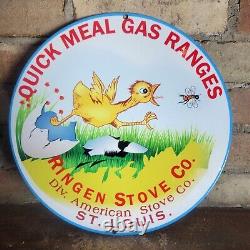 QUICK MEAL GAS RANGES
RINGEN STOVE Co.
Div. American Stove Co.
ST. LOUIS.